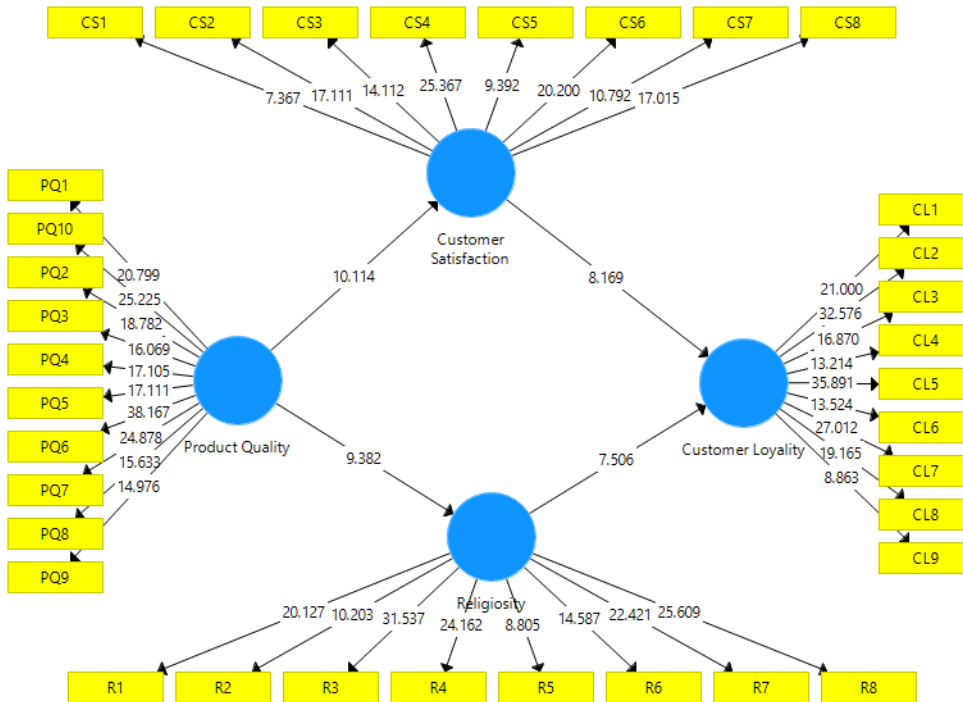 CS1 CS2 CS3 CS4 CS5 CS6 CS7 CS8
7.367 17.111 14.112 25.367 9.392 20.200 10.792 17.015
Customer
Satisfaction
PQ1
PQ10
PQ2
PQ3
PQ4
PQ5
PQ6
PQ7
PQ8
PQ9
20.799
25.225
18.782
16.069
17.105
17.111
38.167
24.878
15.633
14.976
Product Quality
10.114
9.382
8.169
7.506
Customer Loyalty
21.000
32.576
16.870
13.214
35.891
13.524
27.012
19.165
8.863
CL1
CL2
CL3
CL4
CL5
CL6
CL7
CL8
CL9
Religiosity
20.127 10.203 31.537 24.162 8.805 14.587 22.421 25.609
R1 R2 R3 R4 R5 R6 R7 R8